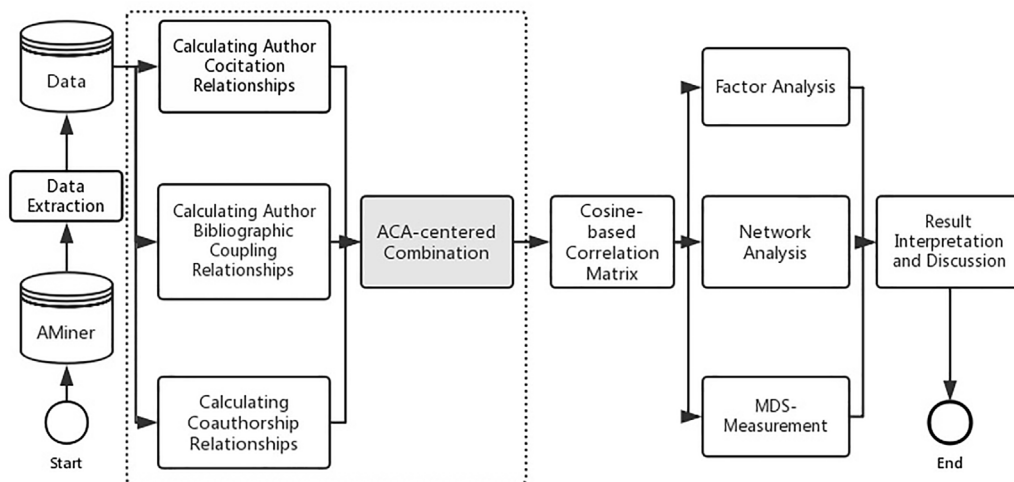 Data
Data
Extraction
AMiner
Start
Calculating Author
Cocitation
Relationships
Calculating Author
Bibliographic
Coupling
Relationships
Calculating
Coauthorship
Relationships
ACA-centered
Combination
Cosine-
based
Correlation
Matrix
Factor Analysis
Network
Analysis
MDS-
Measurement
Result
Interpretation
and Discussion
End